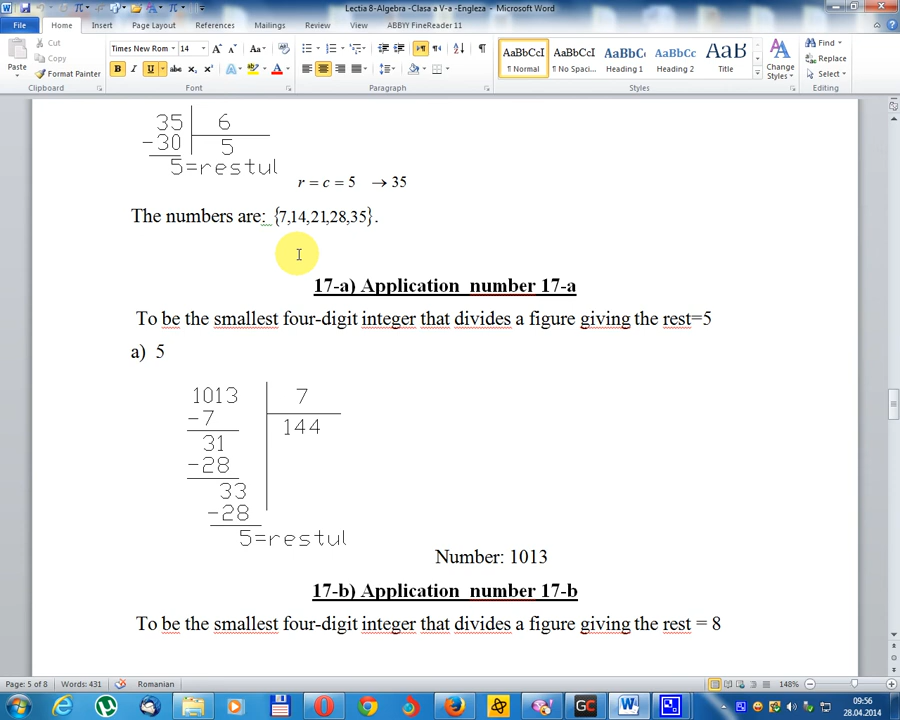 Lectia 8-Algebra -Clasa a V-a -Engleza - Microsoft Word
File Home Insert Page Layout References Mailings Review View ABBYY FineReader 11
Cut
Copy
Format Painter
Paste
Clipboard
Times New Rom 14
Font
Paragraph
AaBbCcI AaBbCcI AaBbC AaBbCc AaB
¶ Normal ¶ No Spaci... Heading 1 Heading 2 Title
Change Styles
Styles
Find
Replace
Select
Editing
35 6
-30 5
5=restul
r = c = 5 → 35
The numbers are: {7,14,21,28,35}.
17-a) Application number 17-a
To be the smallest four-digit integer that divides a figure giving the rest=5
a) 5
1013 7
-7 144
31
-28
33
-28
5=restul
Number: 1013
17-b) Application number 17-b
To be the smallest four-digit integer that divides a figure giving the rest = 8
Page: 5 of 8 Words: 431 Romanian 148%
09:56
28.04.2014